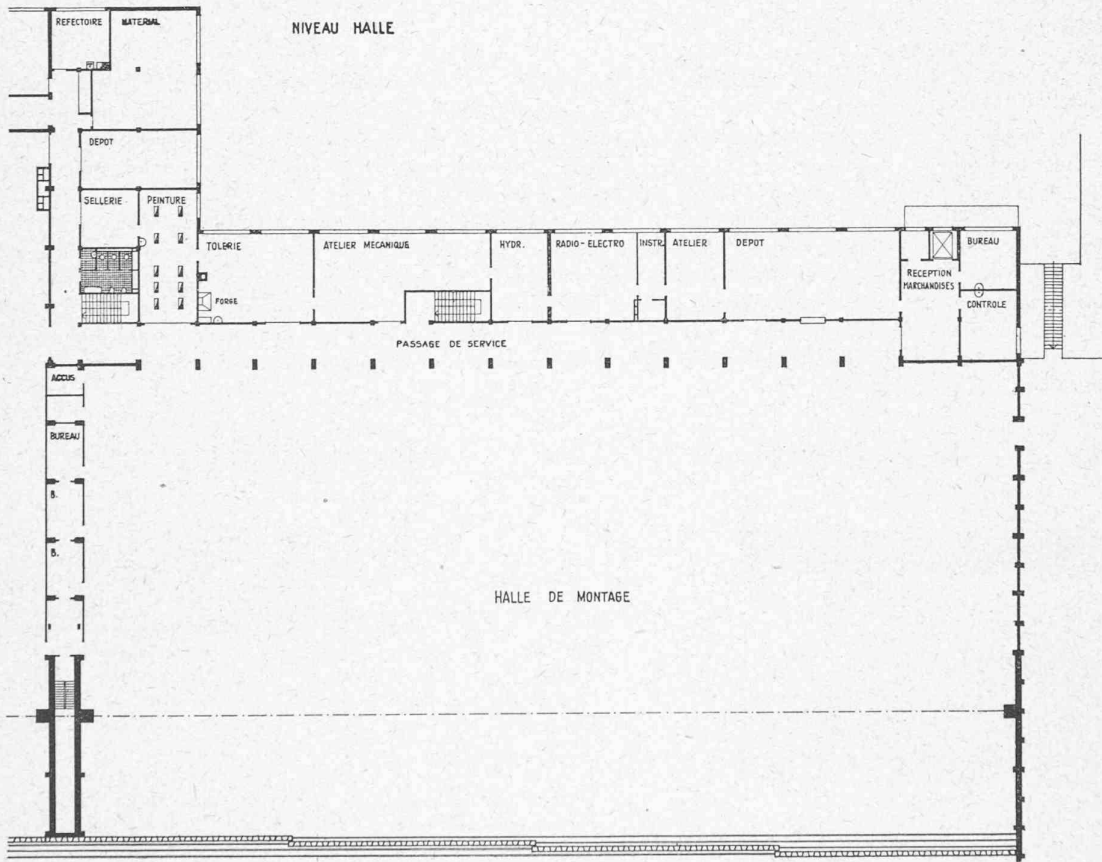 NIVEAU HALLE
REFECTOIRE
MATERIAL
DEPOT
SELLERIE
PEINTURE
TOLERIE
ATELIER MECANIQUE
HYDR.
RADIO-ELECTRO
INSTR.
ATELIER
DEPOT
BUREAU
RECEPTION
MARCHANDISES
FORGE
CONTROLE
PASSAGE DE SERVICE
ACCUS
BUREAU
B.
B.
HALLE DE MONTAGE